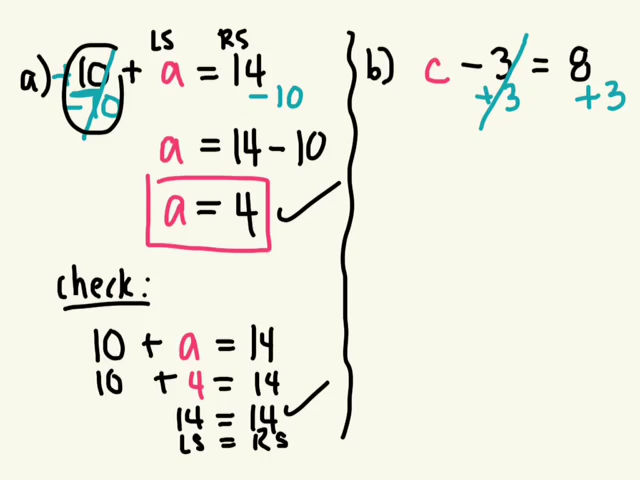 LS RS
a) +10 + a = 14
-10 -10
a = 14 - 10
a = 4 ✓
check:
10 + a = 14
10 + 4 = 14
14 = 14 ✓
LS = RS
b) c - 3 = 8
+3 +3